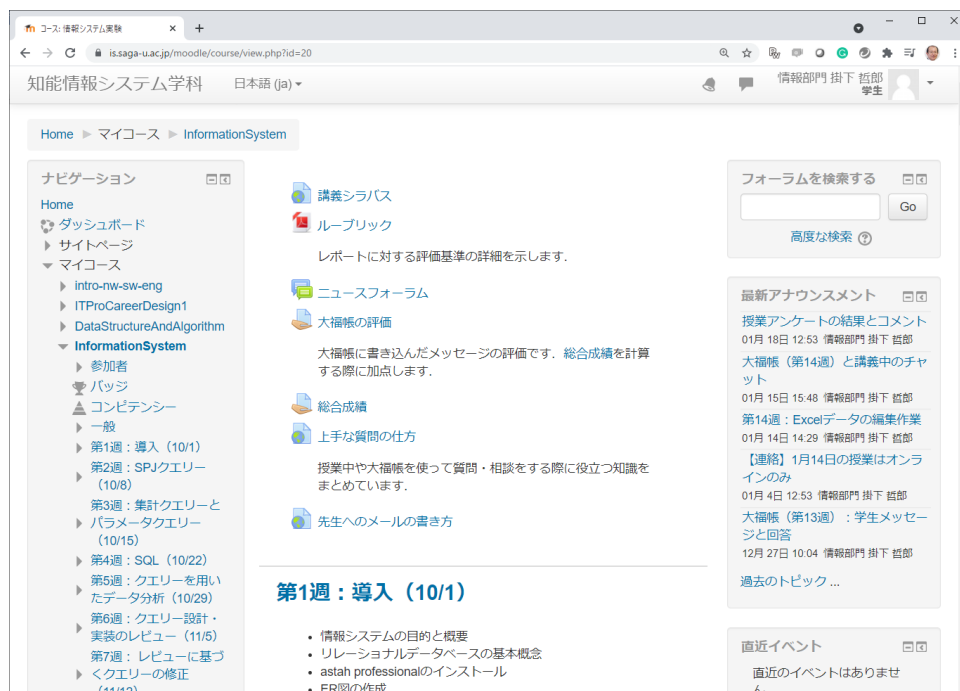 コース: 情報システム実験
is.saga-u.ac.jp/moodle/course/view.php?id=20
知能情報システム学科
日本語 (ja)
情報部門 掛下 哲郎
学生
Home ► マイコース ► InformationSystem
ナビゲーション
Home
ダッシュボード
サイトページ
マイコース
intro-nw-sw-eng
ITProCareerDesign1
DataStructureAndAlgorithm
InformationSystem
参加者
バッジ
コンピテンシー
一般
第1週：導入（10/1）
第2週：SPJクエリー
（10/8）
第3週：集計クエリーと
パラメータクエリー
（10/15）
第4週：SQL（10/22）
第5週：クエリーを用い
たデータ分析（10/29）
第6週：クエリー設計・
実装のレビュー（11/5）
第7週： レビューに基づ
くクエリーの修正
講義シラバス
ルーブリック
レポートに対する評価基準の詳細を示します．
ニュースフォーラム
大福帳の評価
大福帳に書き込んだメッセージの評価です．総合成績を計算
する際に加点します．
総合成績
上手な質問の仕方
授業中や大福帳を使って質問・相談をする際に役立つ知識を
まとめています．
先生へのメールの書き方
第1週：導入（10/1）
• 情報システムの目的と概要
• リレーショナルデータベースの基本概念
• astah professionalのインストール
• ER図の作成
フォーラムを検索する
Go
高度な検索
最新アナウンスメント
授業アンケートの結果とコメント
01月 18日 12:53 情報部門 掛下 哲郎
大福帳（第14週）と講義中のチャ
ット
01月 15日 15:48 情報部門 掛下 哲郎
第14週：Excelデータの編集作業
01月 14日 14:29 情報部門 掛下 哲郎
【連絡】1月14日の授業はオンラ
インのみ
01月 4日 12:53 情報部門 掛下 哲郎
大福帳（第13週）：学生メッセー
ジと回答
12月 27日 10:04 情報部門 掛下 哲郎
過去のトピック ...
直近イベント
直近のイベントはありませ